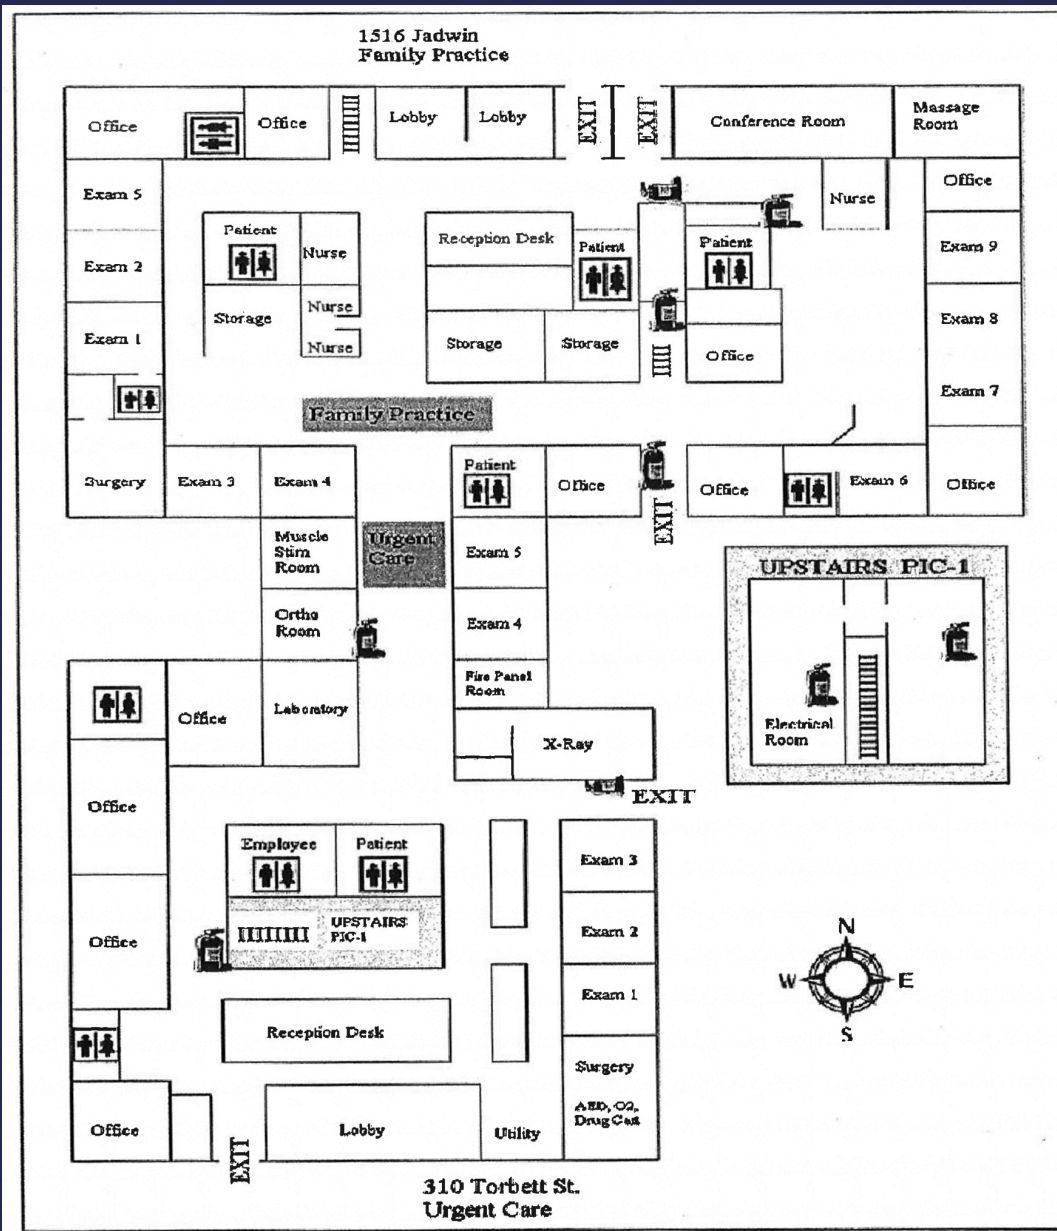 1516 Jadwin
Family Practice
Office
Office
Lobby
Lobby
EXIT
EXIT
Conference Room
Massage
Room
Exam 5
Patient
Nurse
Reception Desk
Patient
Patient
Nurse
Office
Exam 2
Exam 9
Storage
Nurse
Exam 1
Nurse
Storage
Storage
Office
Exam 8
Exam 7
Family Practice
Surgery
Exam 3
Exam 4
Patient
Office
Office
Exam 6
Office
EXIT
Muscle
Stim
Room
Urgent
Care
Exam 5
UPSTAIRS PIC-1
Ortho
Room
Exam 4
Fire Panel
Room
Office
Laboratory
X-Ray
Electrical
Room
EXIT
Office
Employee
Patient
Exam 3
UPSTAIRS
PIC-1
Office
Exam 2
N
W
E
S
Exam 1
Reception Desk
Surgery
AED, O2,
Drug Cart
Office
Lobby
Utility
EXIT
310 Torbett St.
Urgent Care